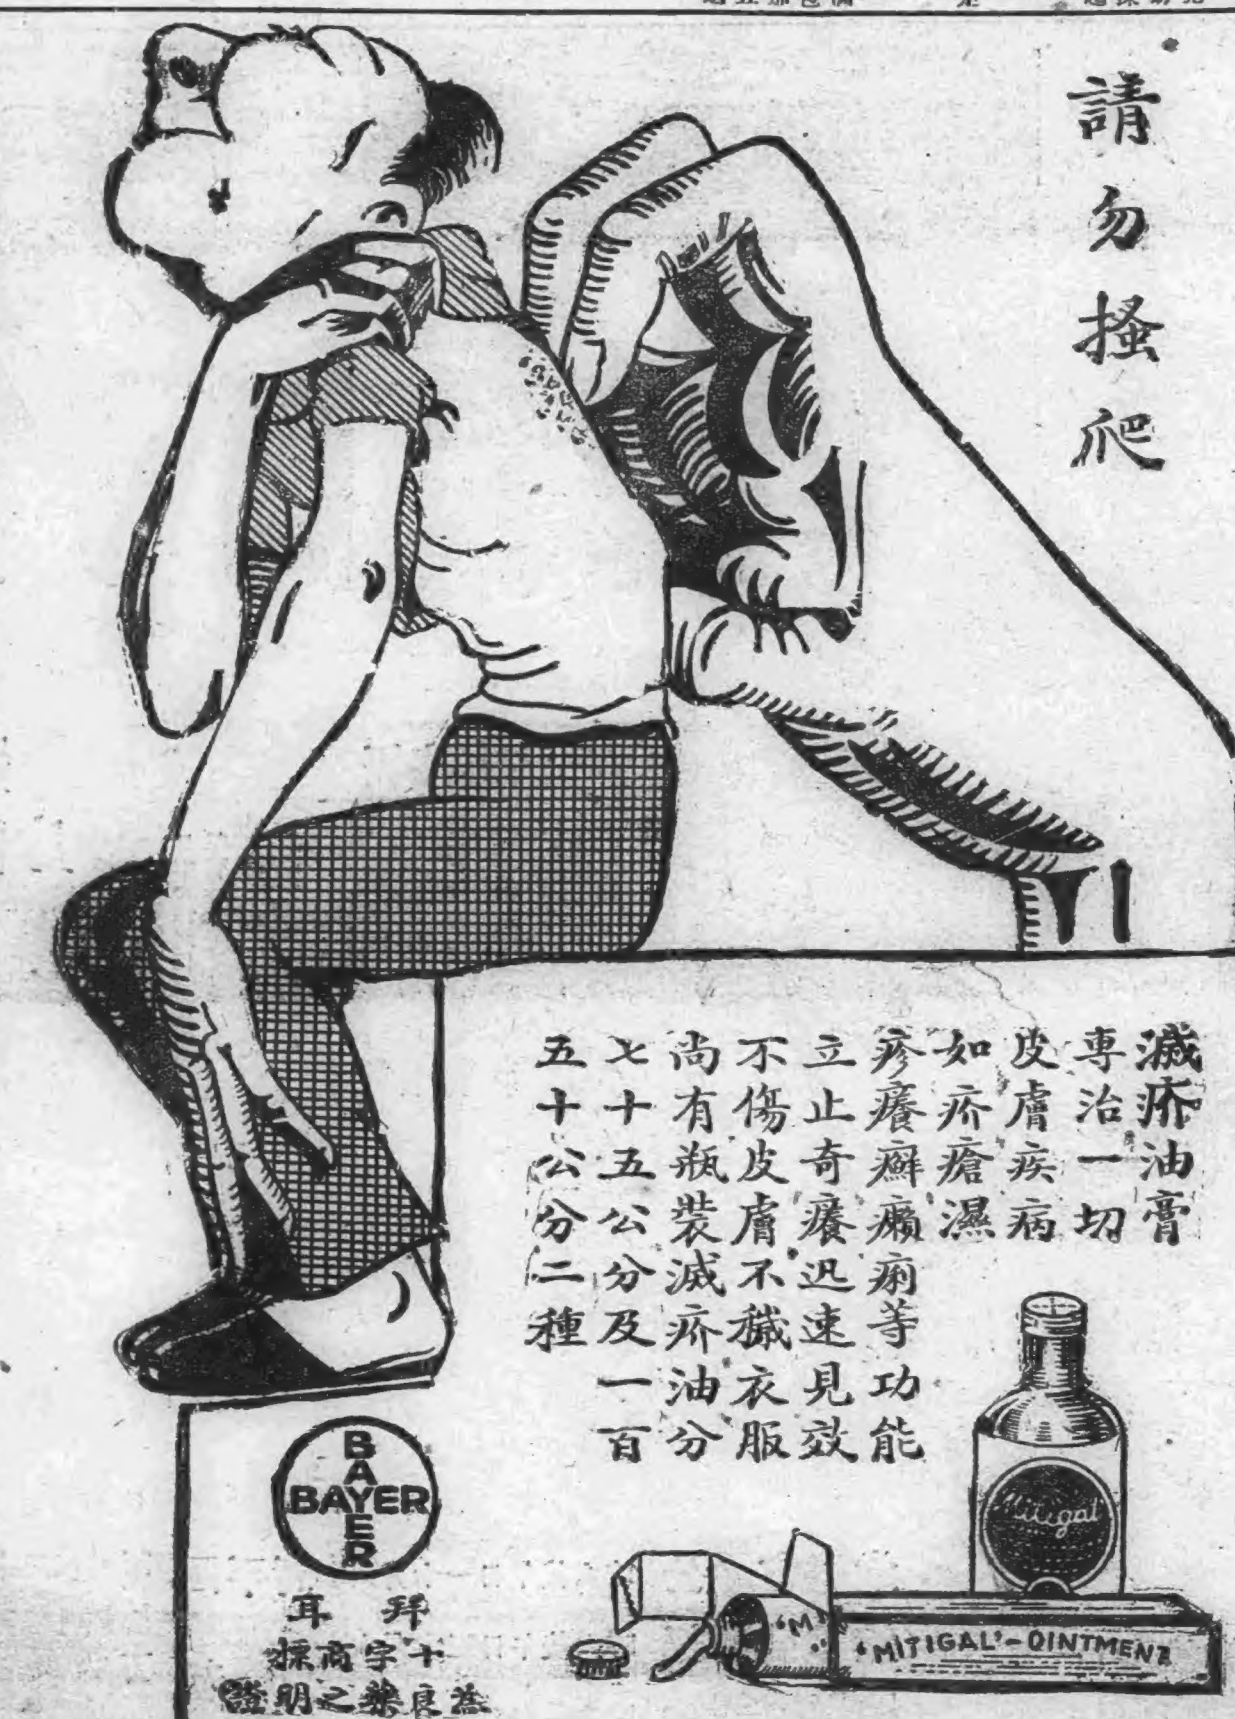 請勿搔爬
滅疥油膏
專治一切
皮膚疾病
如疥瘡濕
疹癢癬癩痢等功能
立止奇癢迅速見效
不傷皮膚不穢衣服
尚有瓶裝滅疥油分
七十五公分及一百
五十公分二種
Mitigal
'M
'MITIGAL'-OINTMENT
BAYER
BAYER
拜耳
十字商標
為良藥之明證